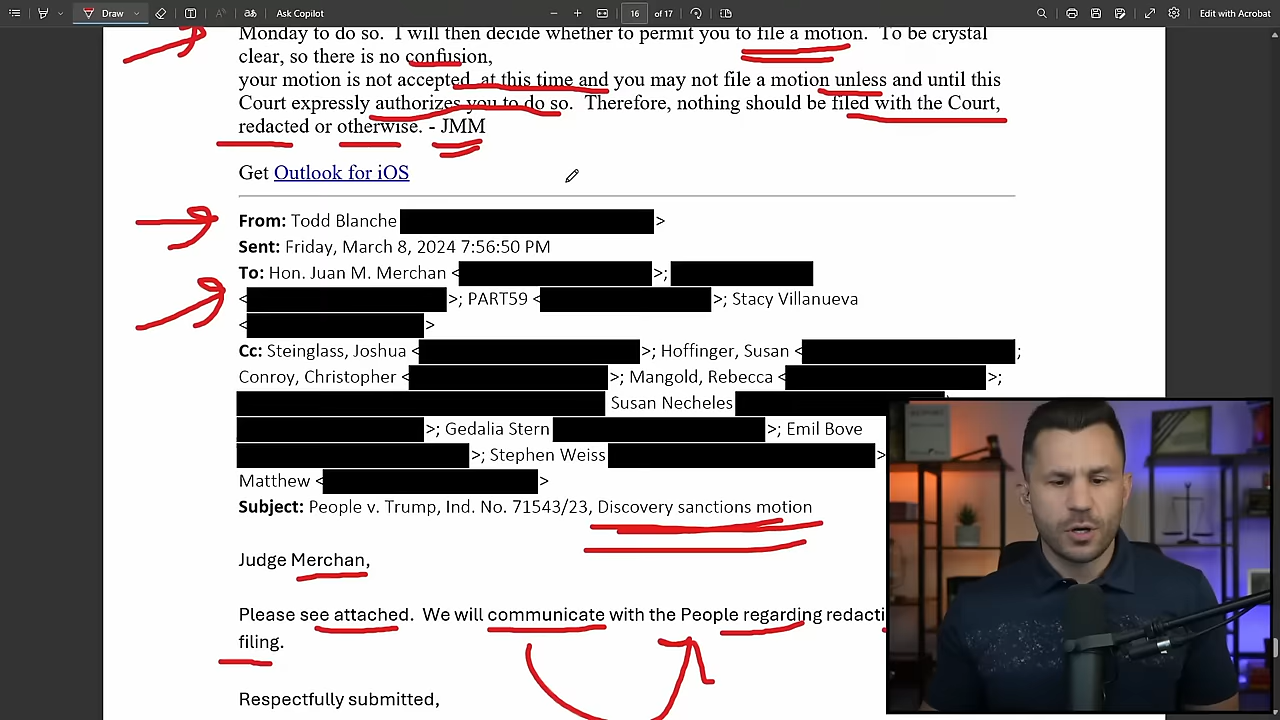 Draw
Ask Copilot
16 of 17
Edit with Acrobat
Monday to do so. I will then decide whether to permit you to file a motion. To be crystal
clear, so there is no confusion,
your motion is not accepted at this time and you may not file a motion unless and until this
Court expressly authorizes you to do so. Therefore, nothing should be filed with the Court,
redacted or otherwise. - JMM
Get Outlook for iOS
From: Todd Blanche >
Sent: Friday, March 8, 2024 7:56:50 PM
To: Hon. Juan M. Merchan < >;
< >; PART59 < >; Stacy Villanueva
< >
Cc: Steinglass, Joshua < >; Hoffinger, Susan < >;
Conroy, Christopher < >; Mangold, Rebecca < >;
Susan Necheles
>; Gedalia Stern >; Emil Bove
>; Stephen Weiss >
Matthew < >
Subject: People v. Trump, Ind. No. 71543/23, Discovery sanctions motion
Judge Merchan,
Please see attached. We will communicate with the People regarding redacti
filing.
Respectfully submitted,